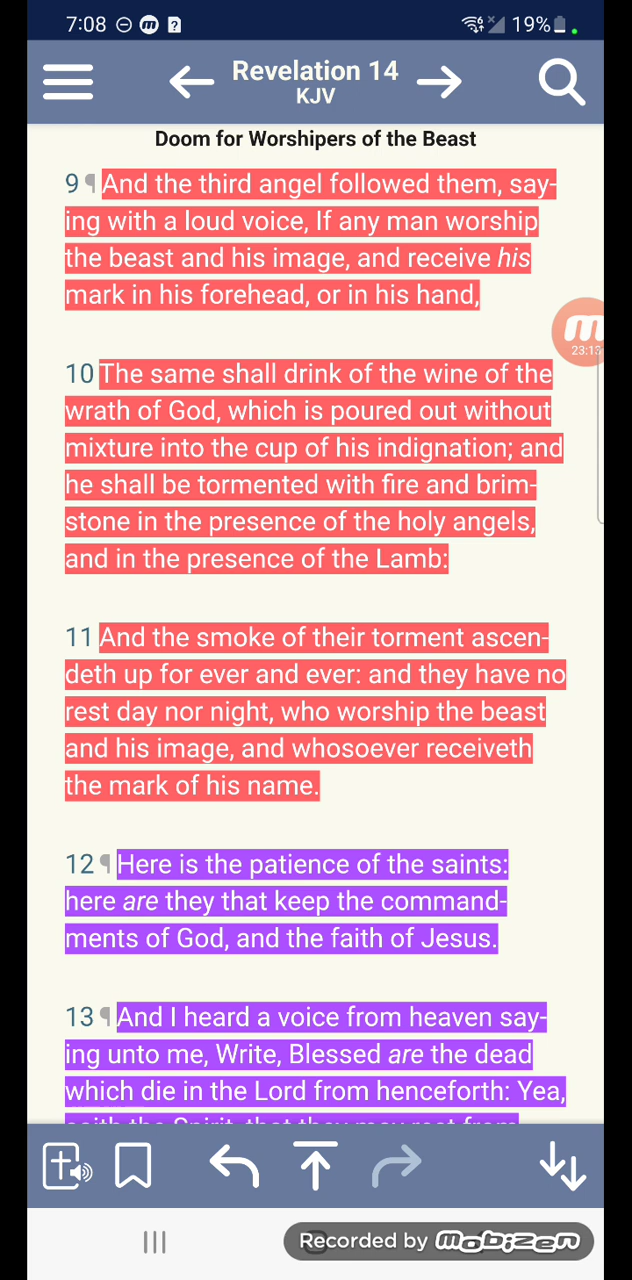 7:08 19%
Revelation 14
KJV
Doom for Worshipers of the Beast
9 ¶ And the third angel followed them, say-
ing with a loud voice, If any man worship
the beast and his image, and receive his
mark in his forehead, or in his hand,
23:13
10 The same shall drink of the wine of the
wrath of God, which is poured out without
mixture into the cup of his indignation; and
he shall be tormented with fire and brim-
stone in the presence of the holy angels,
and in the presence of the Lamb:
11 And the smoke of their torment ascen-
deth up for ever and ever: and they have no
rest day nor night, who worship the beast
and his image, and whosoever receiveth
the mark of his name.
12 ¶ Here is the patience of the saints:
here are they that keep the command-
ments of God, and the faith of Jesus.
13 ¶ And I heard a voice from heaven say-
ing unto me, Write, Blessed are the dead
which die in the Lord from henceforth: Yea,
saith the Spirit, that they may rest from
Recorded by mobizen